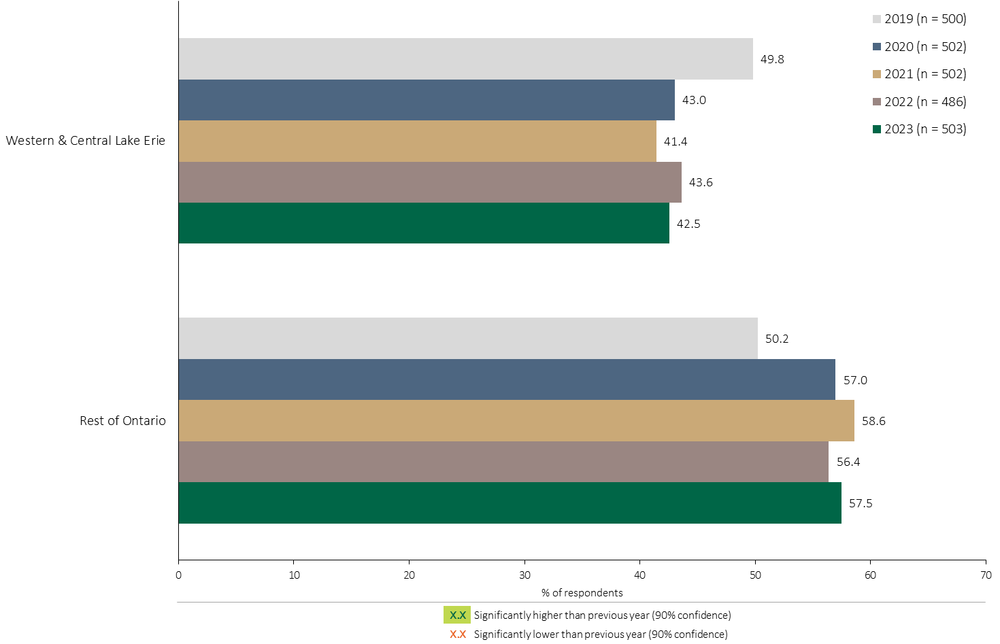 2019 (n = 500)
2020 (n = 502)
2021 (n = 502)
2022 (n = 486)
2023 (n = 503)
49.8
43.0
Western & Central Lake Erie
41.4
43.6
42.5
50.2
57.0
Rest of Ontario
58.6
56.4
57.5
0 10 20 30 40 50 60 70
% of respondents
X.X Significantly higher than previous year (90% confidence)
X.X Significantly lower than previous year (90% confidence)